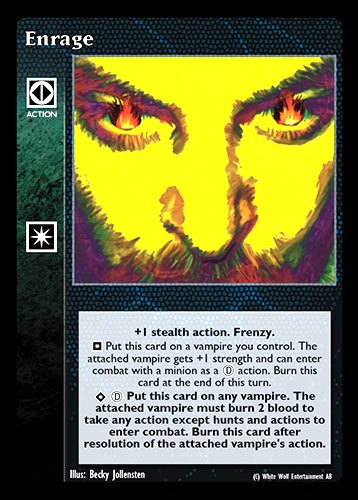 Enrage
ACTION
+1 stealth action. Frenzy.
Put this card on a vampire you control. The
attached vampire gets +1 strength and can enter
combat with a minion as a Ⓓ action. Burn this
card at the end of this turn.
Ⓓ Put this card on any vampire. The
attached vampire must burn 2 blood to
take any action except hunts and actions to
enter combat. Burn this card after
resolution of the attached vampire's action.
Illus: Becky Jollensten
(C) White Wolf Entertainment AB